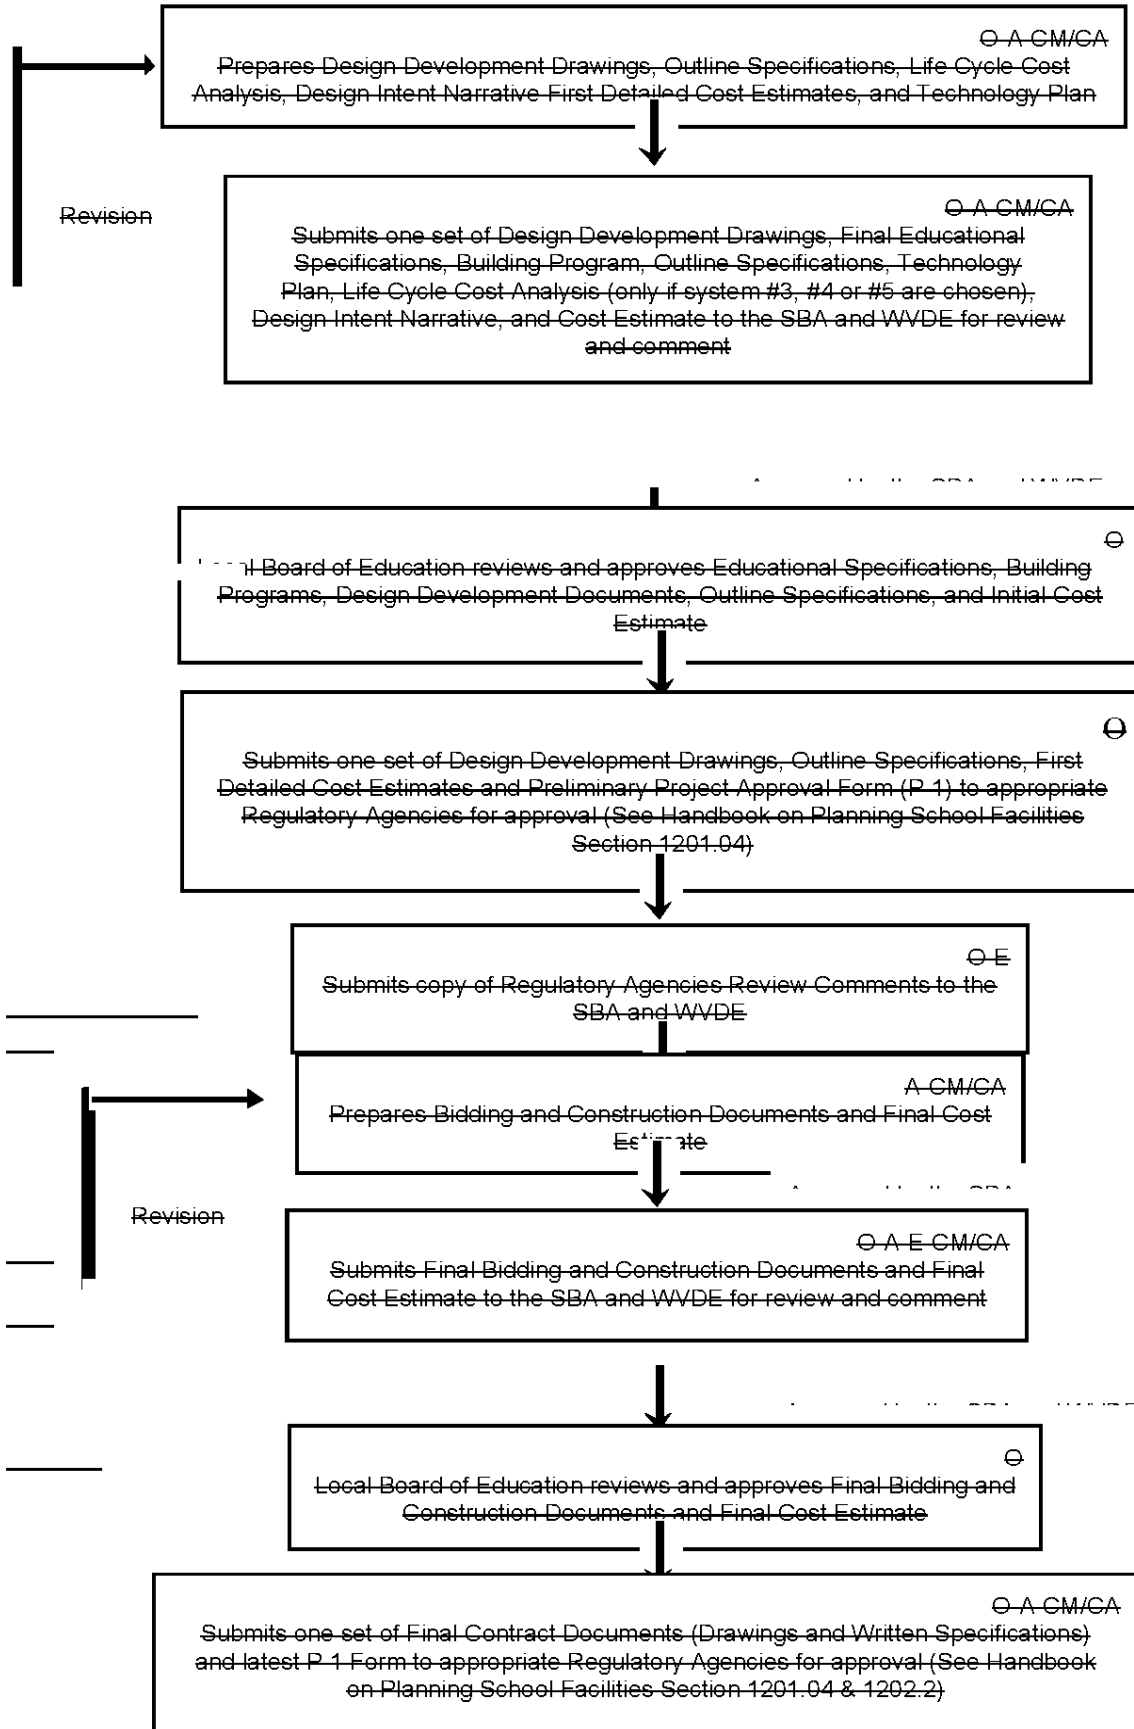 O A CM/CA
Prepares Design Development Drawings, Outline Specifications, Life Cycle Cost
Analysis, Design Intent Narrative First Detailed Cost Estimates, and Technology Plan
Revision
O A CM/CA
Submits one set of Design Development Drawings, Final Educational
Specifications, Building Program, Outline Specifications, Technology
Plan, Life Cycle Cost Analysis (only if system #3, #4 or #5 are chosen),
Design Intent Narrative, and Cost Estimate to the SBA and WVDE for review
and comment
O
Board of Education reviews and approves Educational Specifications, Building
Programs, Design Development Documents, Outline Specifications, and Initial Cost
Estimate
O
Submits one set of Design Development Drawings, Outline Specifications, First
Detailed Cost Estimates and Preliminary Project Approval Form (P 1) to appropriate
Regulatory Agencies for approval (See Handbook on Planning School Facilities
Section 1201.04)
O E
Submits copy of Regulatory Agencies Review Comments to the
SBA and WVDE
A CM/CA
Prepares Bidding and Construction Documents and Final Cost
Estimate
Revision
O A E CM/CA
Submits Final Bidding and Construction Documents and Final
Cost Estimate to the SBA and WVDE for review and comment
O
Local Board of Education reviews and approves Final Bidding and
Construction Documents and Final Cost Estimate
O A CM/CA
Submits one set of Final Contract Documents (Drawings and Written Specifications)
and latest P 1 Form to appropriate Regulatory Agencies for approval (See Handbook
on Planning School Facilities Section 1201.04 & 1202.2)